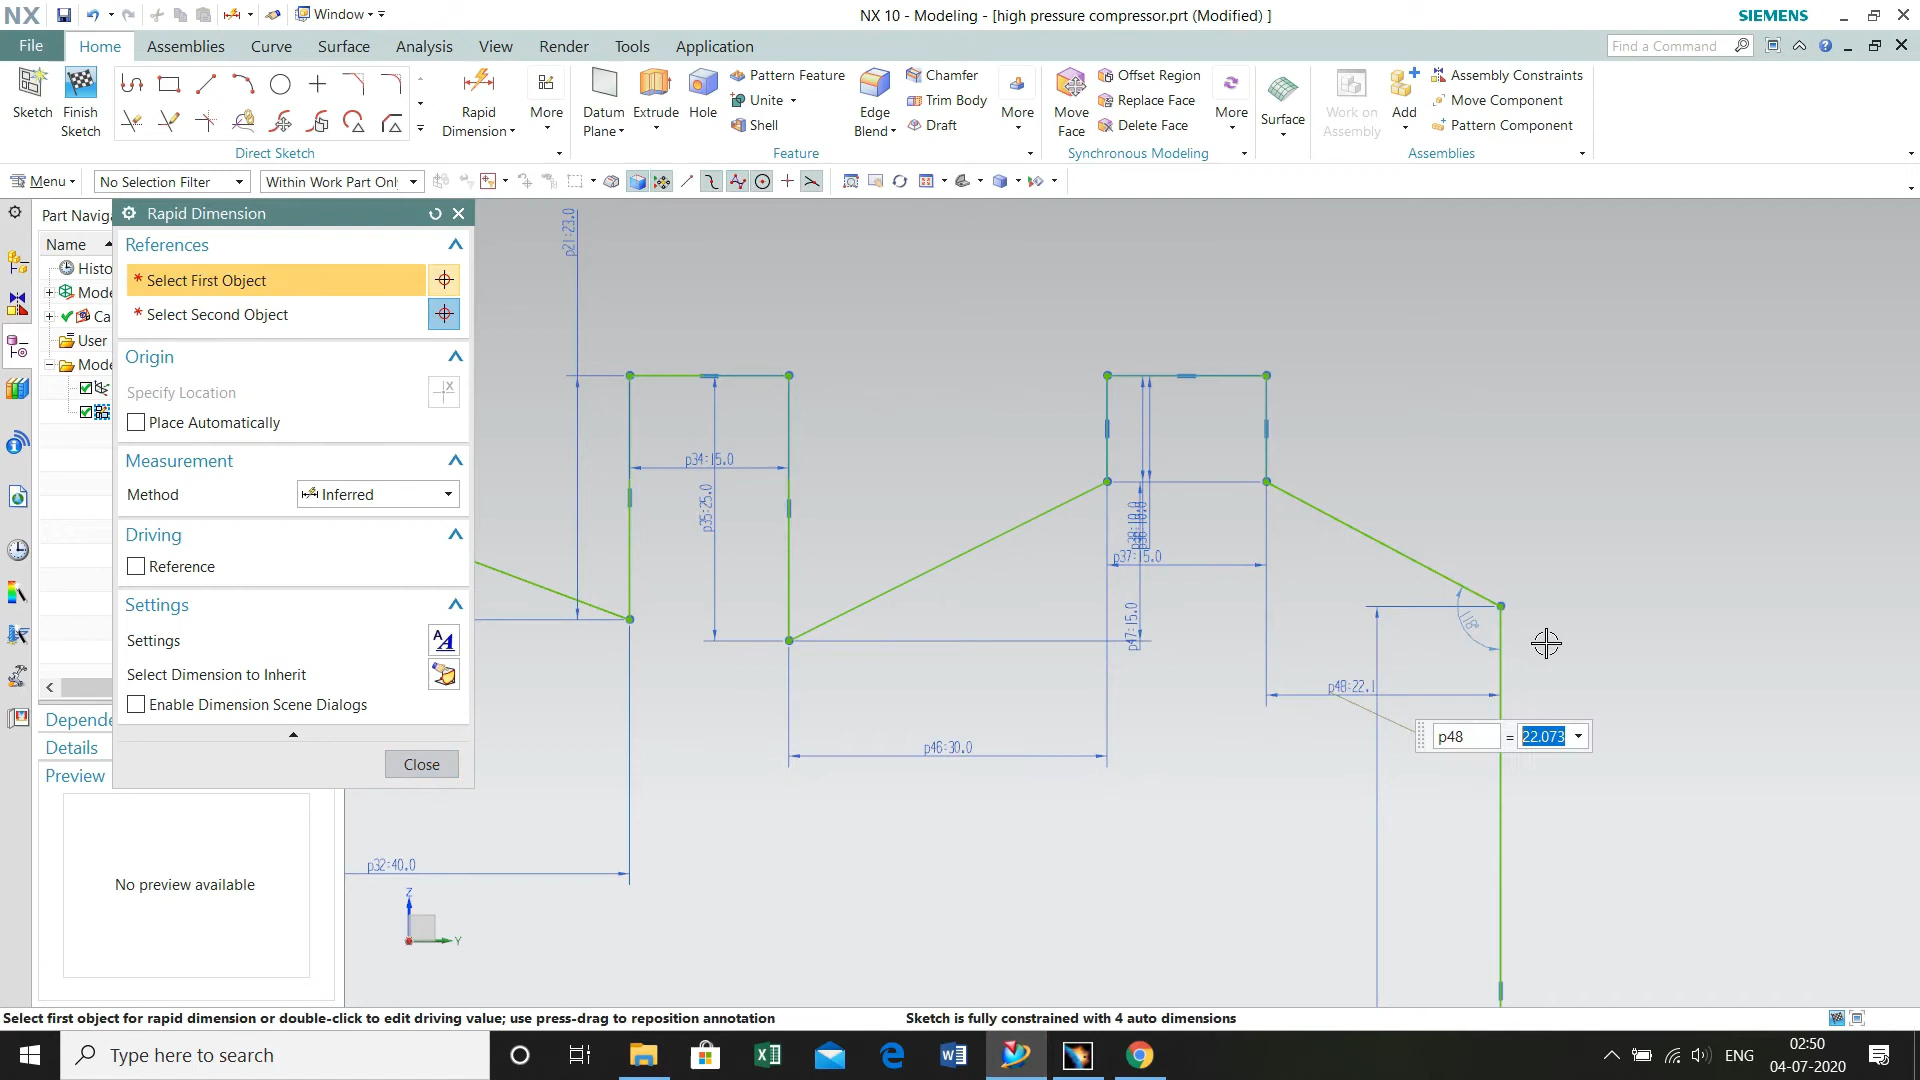 NX
Window
NX 10 - Modeling - [high pressure compressor.prt (Modified) ]
SIEMENS
File
Home
Assemblies
Curve
Surface
Analysis
View
Render
Tools
Application
Find a Command
Sketch
Finish Sketch
Rapid Dimension
More
Datum Plane
Extrude
Hole
Pattern Feature
Unite
Shell
Edge Blend
Chamfer
Trim Body
Draft
More
Move Face
Offset Region
Replace Face
Delete Face
More
Surface
Work on Assembly
Add
Assembly Constraints
Move Component
Pattern Component
Direct Sketch
Feature
Synchronous Modeling
Assemblies
Menu
No Selection Filter
Within Work Part Onl
Part Naviga
Name
Histo
Mode
Ca
User
Mode
Depende
Details
Preview
No preview available
Rapid Dimension
References
* Select First Object
* Select Second Object
Origin
Specify Location
Place Automatically
Measurement
Method
Inferred
Driving
Reference
Settings
Settings
Select Dimension to Inherit
Enable Dimension Scene Dialogs
Close
p21:23.0
p34:15.0
p35:25.0
p37:15.0
p47:15.0
118°
p48:22.1
p48 = 22.073
p46:30.0
p32:40.0
Z
Y
Select first object for rapid dimension or double-click to edit driving value; use press-drag to reposition annotation
Sketch is fully constrained with 4 auto dimensions
Type here to search
ENG
02:50
04-07-2020